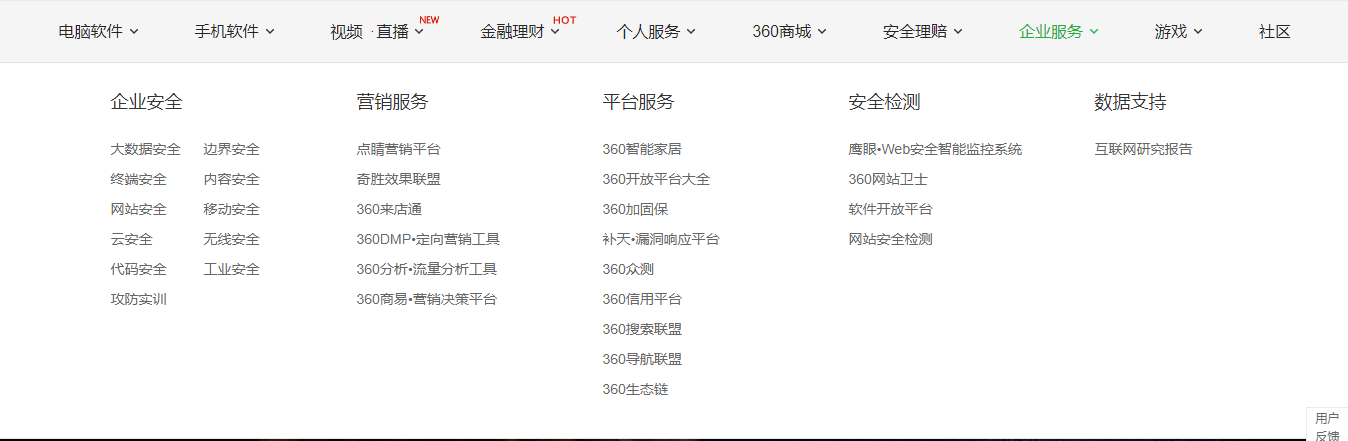 电脑软件 手机软件 视频 · 直播 NEW 金融理财 HOT 个人服务 360商城 安全理赔 企业服务 游戏 社区
企业安全
大数据安全 边界安全
终端安全 内容安全
网站安全 移动安全
云安全 无线安全
代码安全 工业安全
攻防实训
营销服务
点睛营销平台
奇胜效果联盟
360来店通
360DMP•定向营销工具
360分析•流量分析工具
360商易•营销决策平台
平台服务
360智能家居
360开放平台大全
360加固保
补天•漏洞响应平台
360众测
360信用平台
360搜索联盟
360导航联盟
360生态链
安全检测
鹰眼•Web安全智能监控系统
360网站卫士
软件开放平台
网站安全检测
数据支持
互联网研究报告
用户
反馈